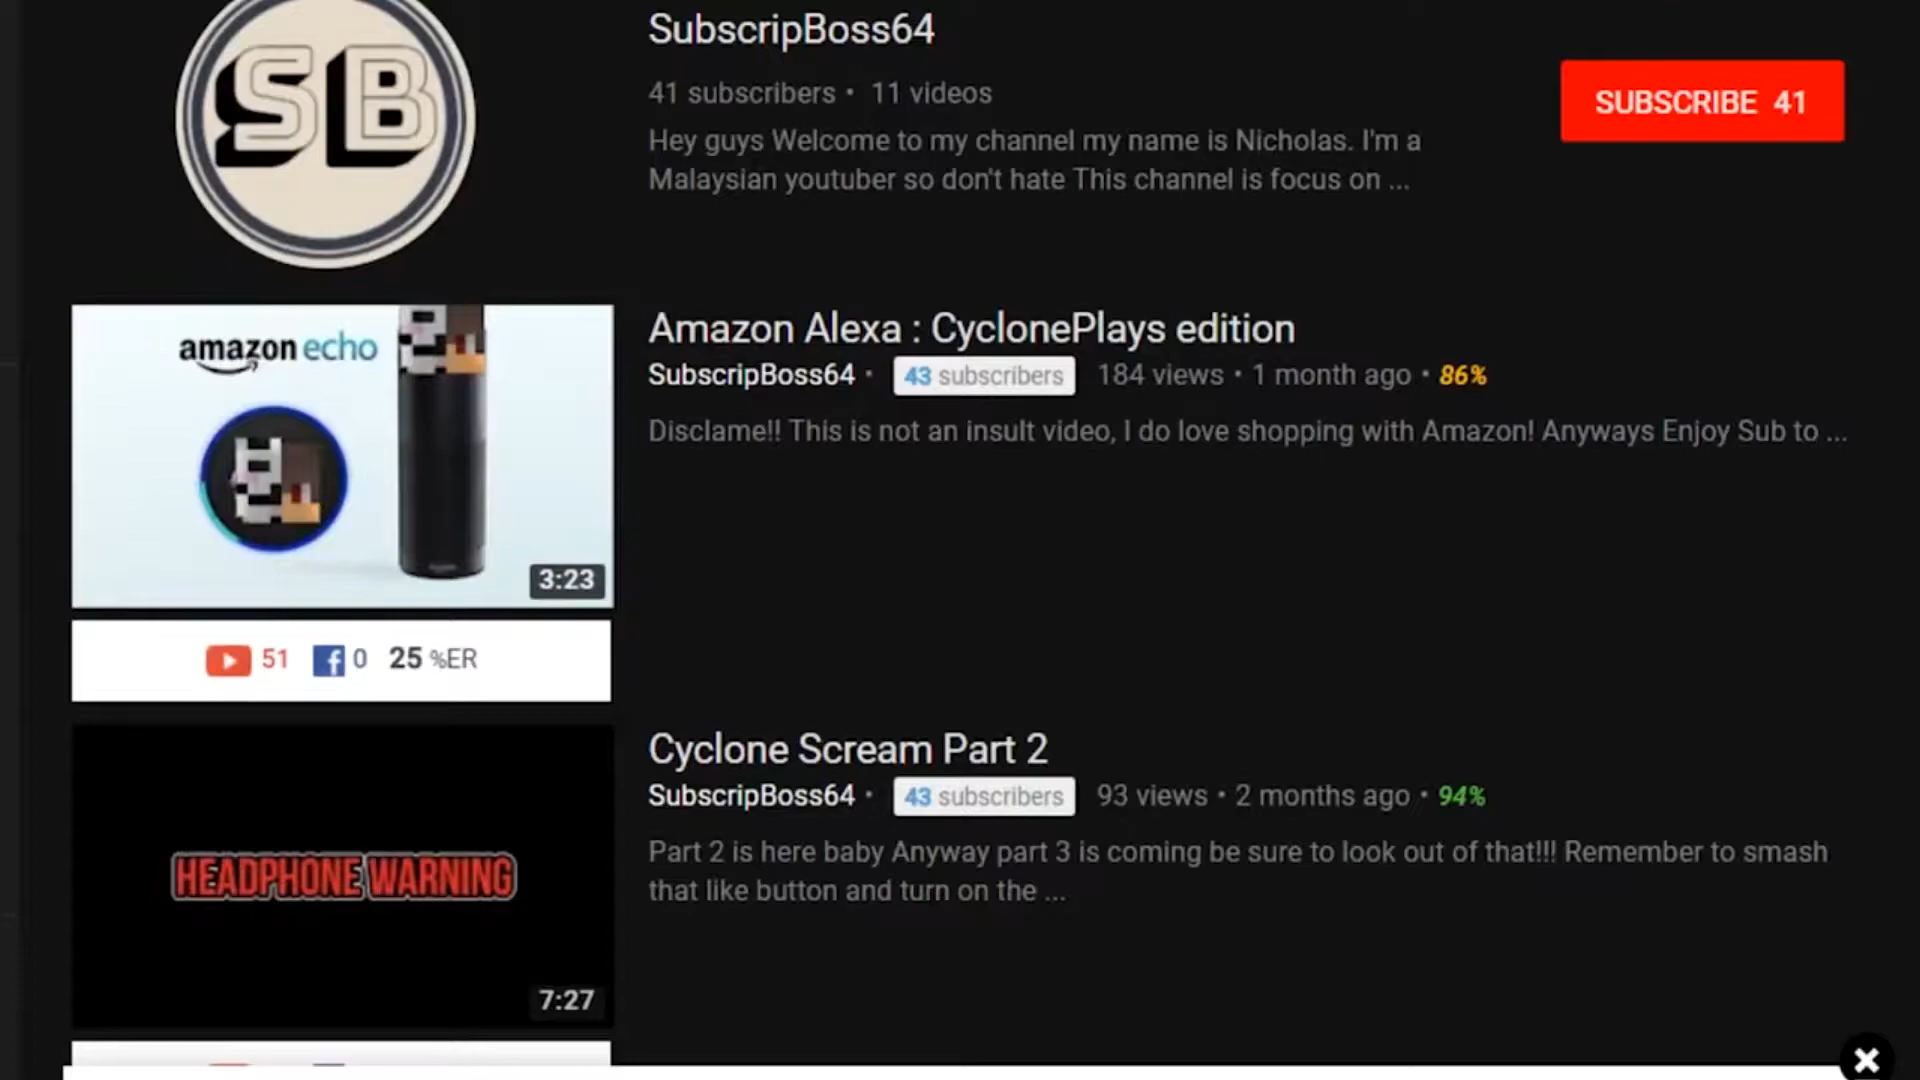 SB
SubscripBoss64
41 subscribers • 11 videos
Hey guys Welcome to my channel my name is Nicholas. I'm a
Malaysian youtuber so don't hate This channel is focus on ...
SUBSCRIBE 41
amazon echo
3:23
Amazon Alexa : CyclonePlays edition
SubscripBoss64 • 43 subscribers 184 views • 1 month ago • 86%
Disclame!! This is not an insult video, I do love shopping with Amazon! Anyways Enjoy Sub to ...
51 f 0 25 %ER
HEADPHONE WARNING
7:27
Cyclone Scream Part 2
SubscripBoss64 • 43 subscribers 93 views • 2 months ago • 94%
Part 2 is here baby Anyway part 3 is coming be sure to look out of that!!! Remember to smash
that like button and turn on the ...